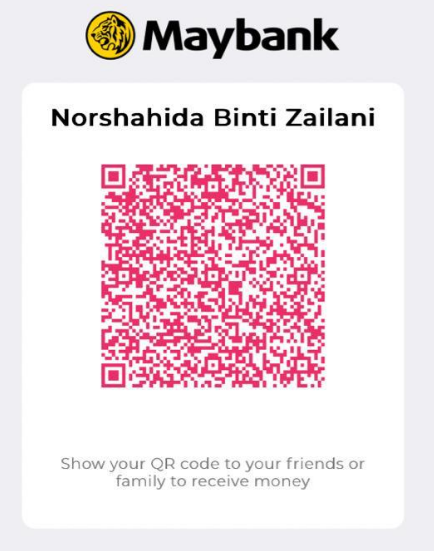 Maybank
Norshahida Binti Zailani
Show your QR code to your friends or
family to receive money